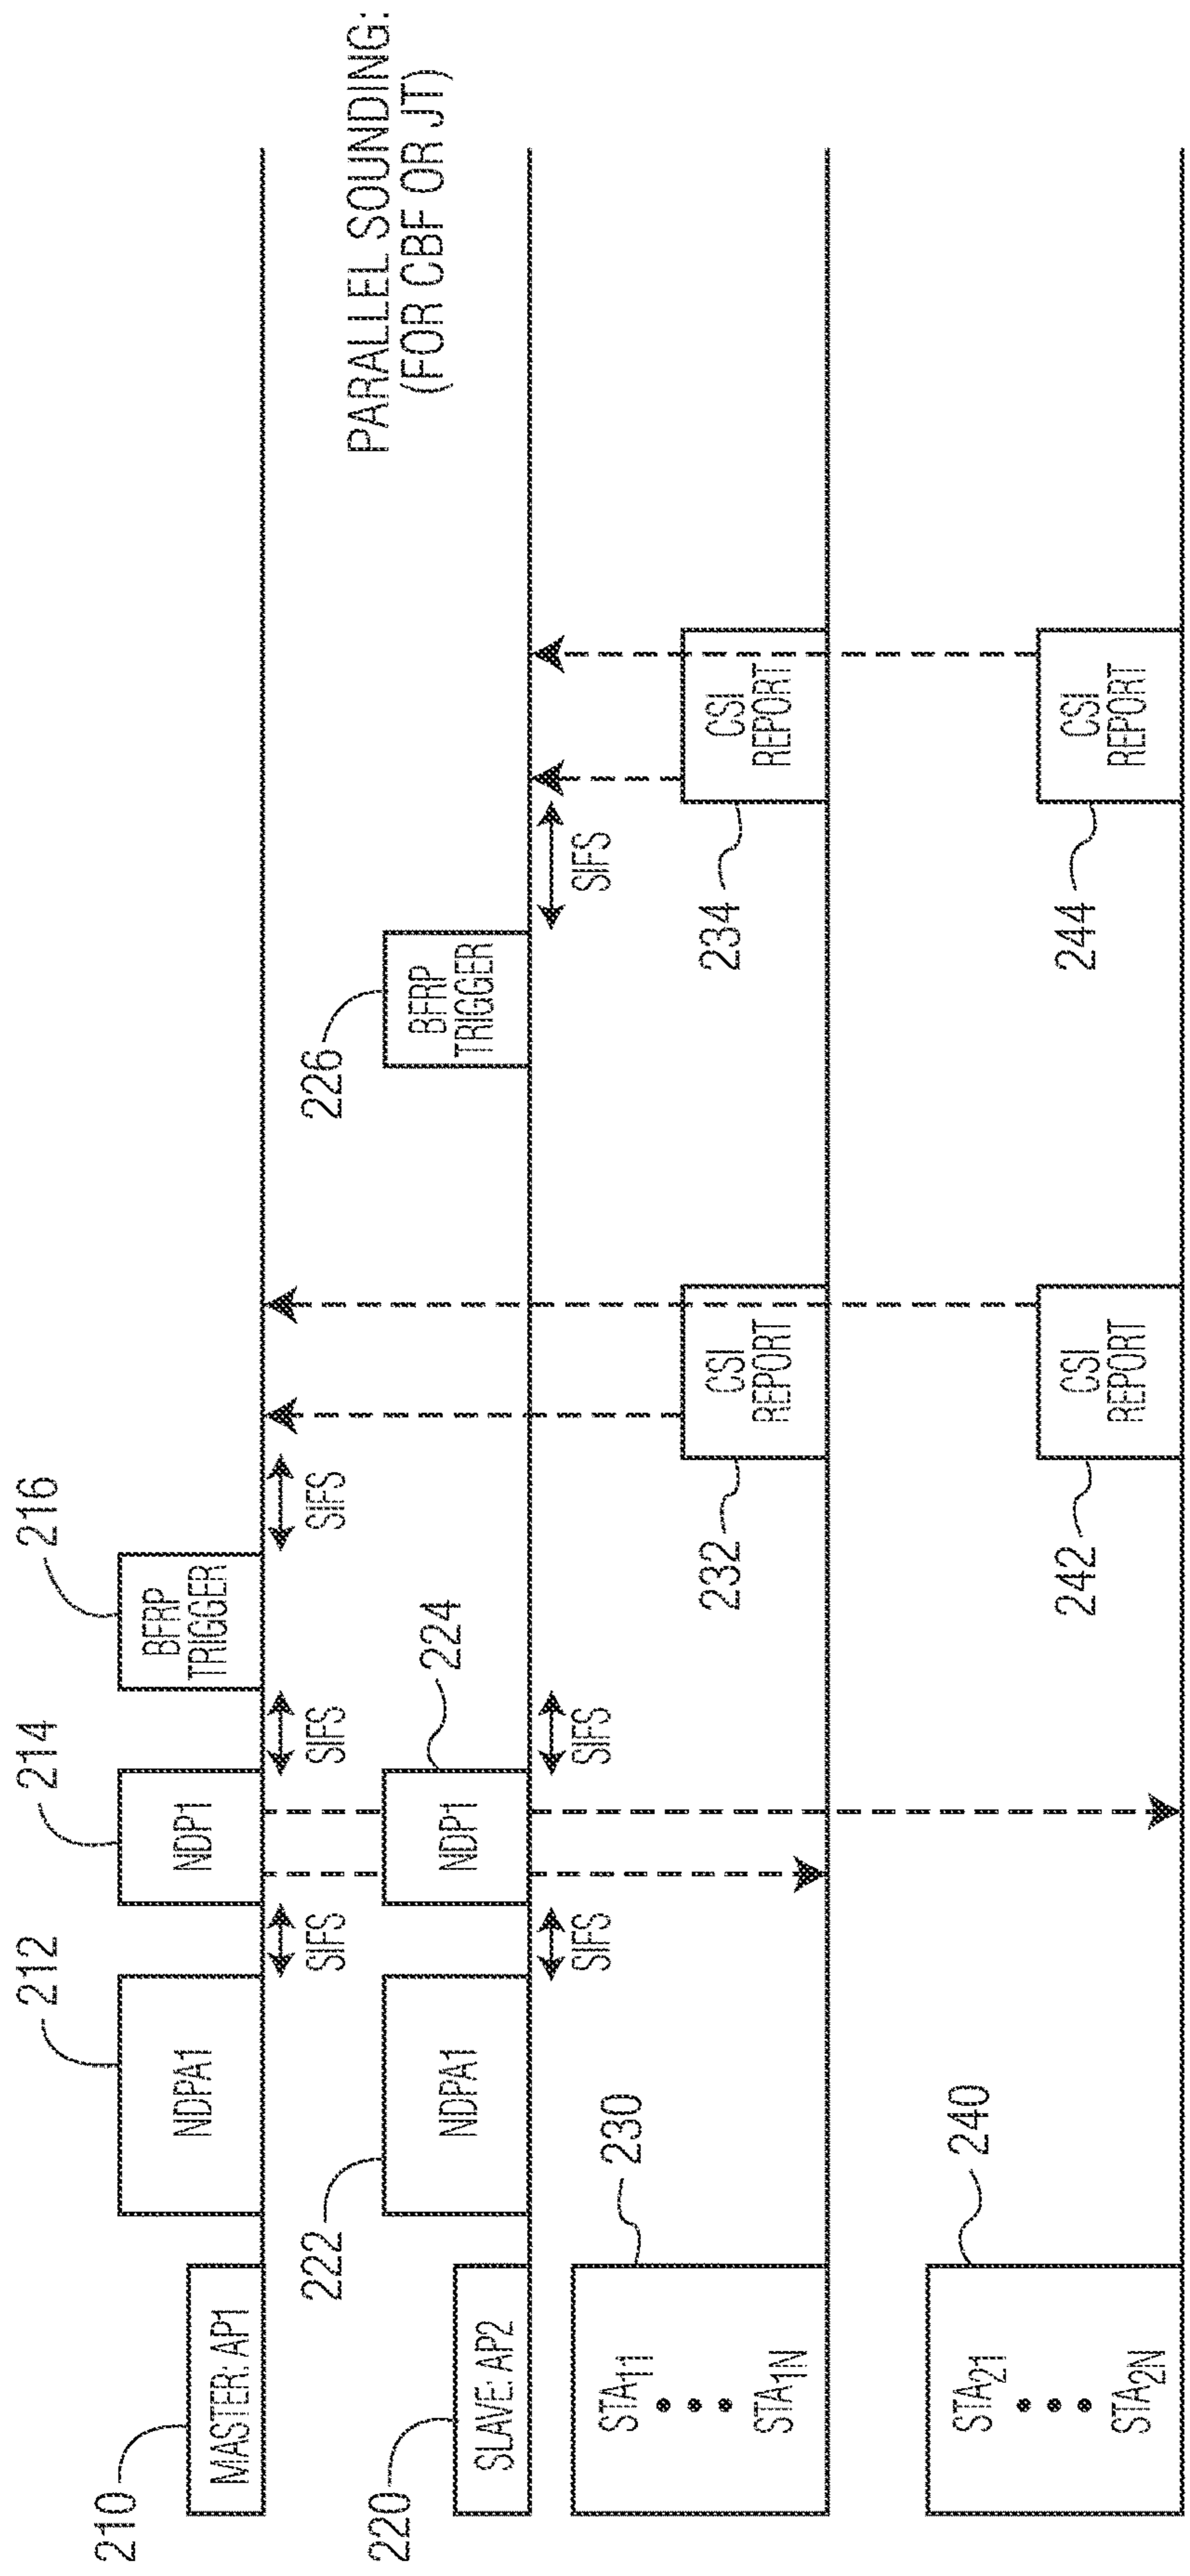 PARALLEL SOUNDING:
(FOR CBF OR JT)
210
MASTER: AP1
212
NDPA1
SIFS
214
NDP1
SIFS
216
BFRP
TRIGGER
SIFS
220
SLAVE: AP2
222
NDPA1
SIFS
224
NDP1
SIFS
226
BFRP
TRIGGER
SIFS
230
STA11
STA1N
232
CSI
REPORT
234
CSI
REPORT
240
STA21
STA2N
242
CSI
REPORT
244
CSI
REPORT